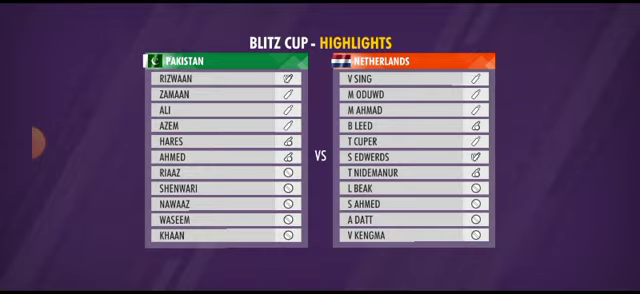 BLITZ CUP - HIGHLIGHTS
PAKISTAN
RIZWAAN
ZAMAAN
ALI
AZEM
HARES
AHMED
RIAAZ
SHENWARI
NAWAAZ
WASEEM
KHAAN
VS
NETHERLANDS
V SING
M ODUWD
M AHMAD
B LEED
T CUPER
S EDWERDS
T NIDEMANUR
L BEAK
S AHMED
A DATT
V KENGMA